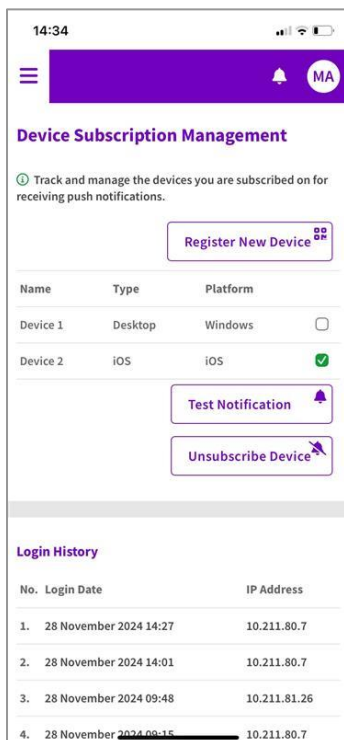 14:34
MA
Device Subscription Management
Track and manage the devices you are subscribed on for
receiving push notifications.
Register New Device
Name Type Platform
Device 1 Desktop Windows
Device 2 iOS iOS
Test Notification
Unsubscribe Device
Login History
No. Login Date IP Address
1. 28 November 2024 14:27 10.211.80.7
2. 28 November 2024 14:01 10.211.80.7
3. 28 November 2024 09:48 10.211.81.26
4. 28 November 2024 09:15 10.211.80.7